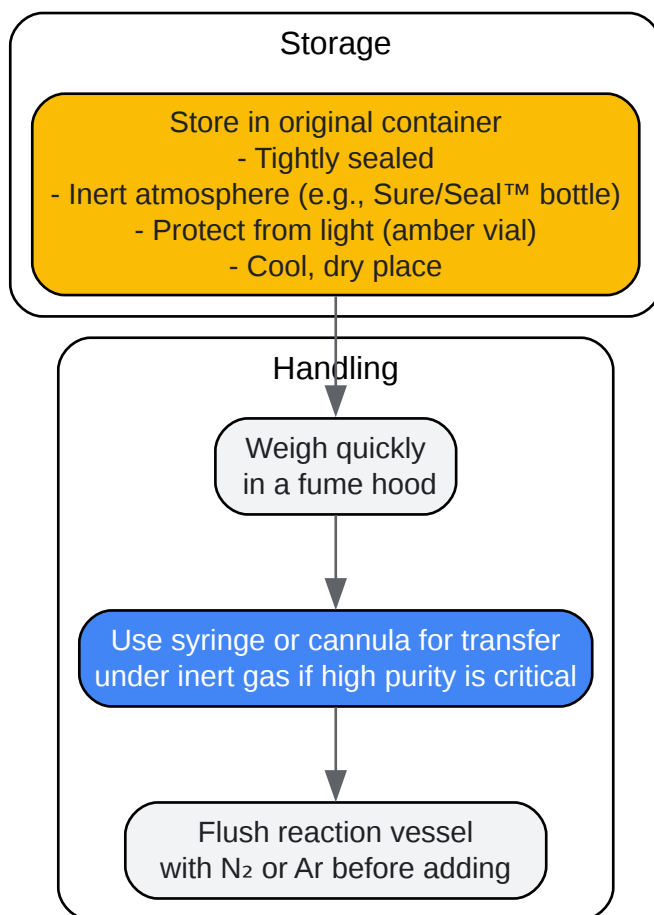 Storage
Store in original container
- Tightly sealed
- Inert atmosphere (e.g., Sure/Seal™ bottle)
- Protect from light (amber vial)
- Cool, dry place
Handling
Weigh quickly
in a fume hood
Use syringe or cannula for transfer
under inert gas if high purity is critical
Flush reaction vessel
with N₂ or Ar before adding